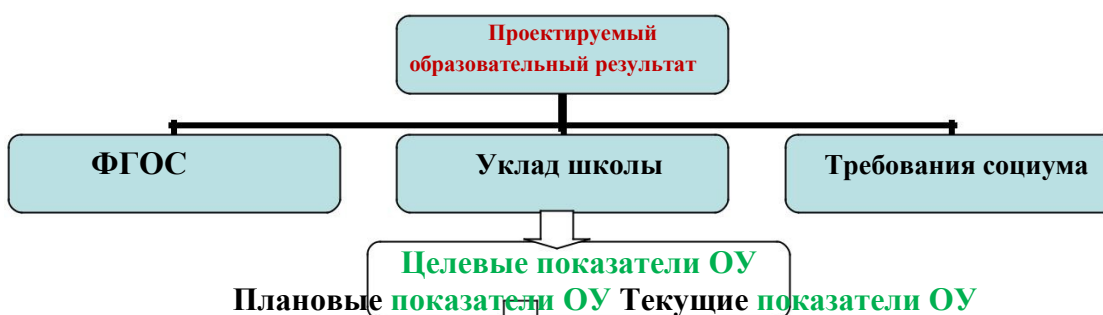 Проектируемый
образовательный результат
ФГОС
Уклад школы
Требования социума
Целевые показатели ОУ
Плановые показатели ОУ Текущие показатели ОУ